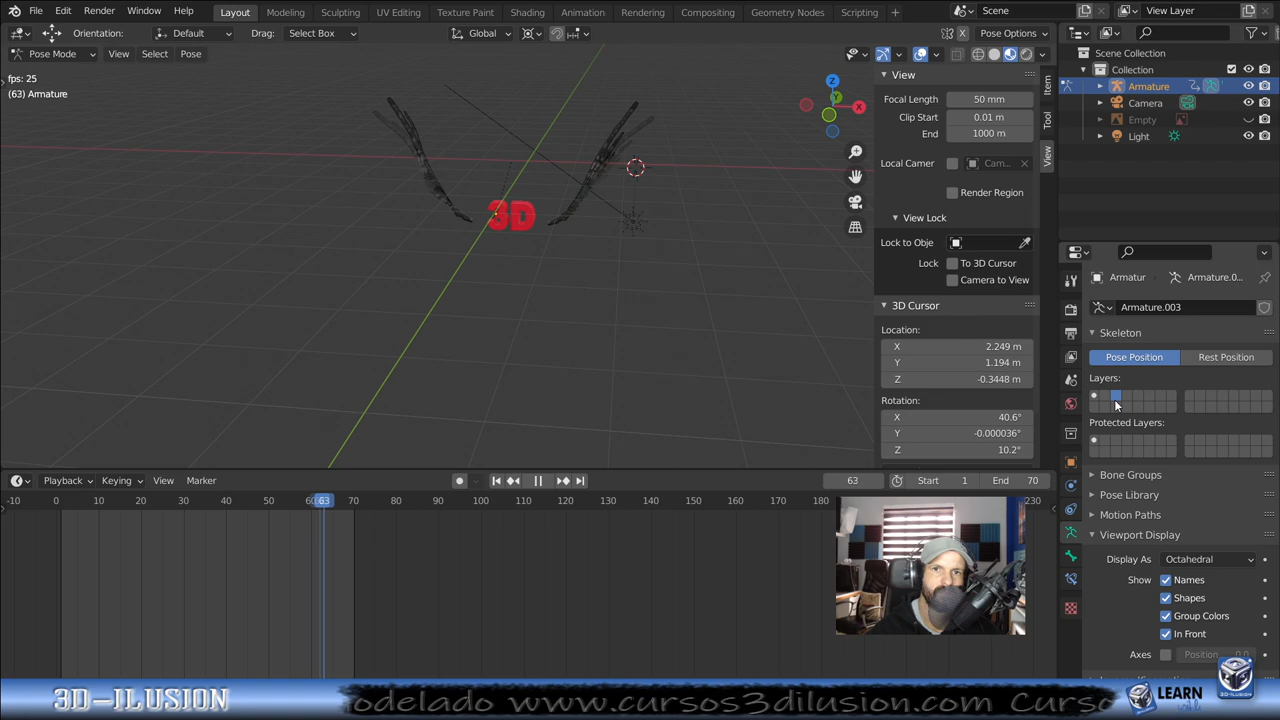 File Edit Render Window Help Layout Modeling Sculpting UV Editing Texture Paint Shading Animation Rendering Compositing Geometry Nodes Scripting + Scene View Layer
Orientation: Default Drag: Select Box Global X Pose Options
Pose Mode View Select Pose
fps: 25
(63) Armature
3D
Z
Y
X
View
Focal Length 50 mm
Clip Start 0.01 m
End 1000 m
Local Camer Cam...
Render Region
View Lock
Lock to Obje
Lock To 3D Cursor
Camera to View
3D Cursor
Location:
X 2.249 m
Y 1.194 m
Z -0.3448 m
Rotation:
X 40.6°
Y -0.000036°
Z 10.2°
Item
Tool
View
Scene Collection
Collection
Armature
Camera
Empty
Light
Armatur Armature.0...
Armature.003
Skeleton
Pose Position Rest Position
Layers:
Protected Layers:
Bone Groups
Pose Library
Motion Paths
Viewport Display
Display As Octahedral
Show Names
Shapes
Group Colors
In Front
Axes Position 0.0
Playback Keying View Marker 63 Start 1 End 70
-10 0 10 20 30 40 50 63 70 80 90 100 110 120 130 140 150 160 170 180 230
3D-ILUSION odelado www.cursos3dilusion.com Curso LEARN